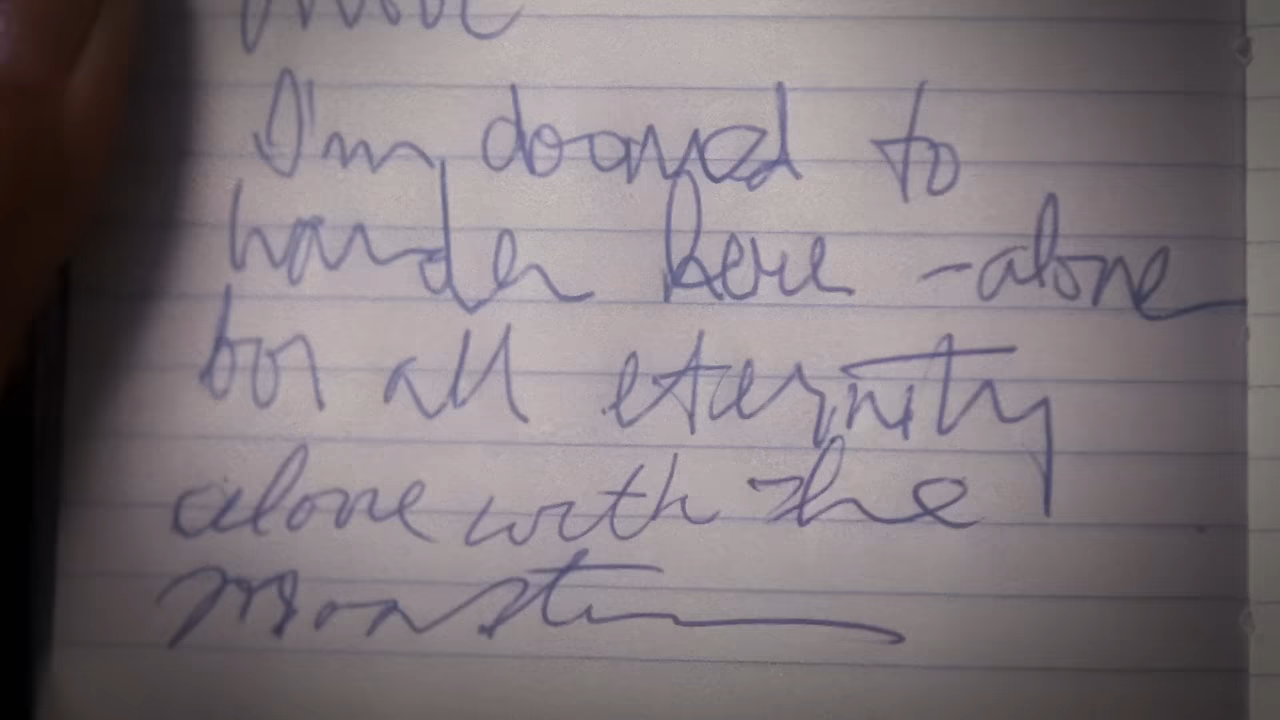 I'm doomed to
wander here - alone
for all eternity
alone with the
monster